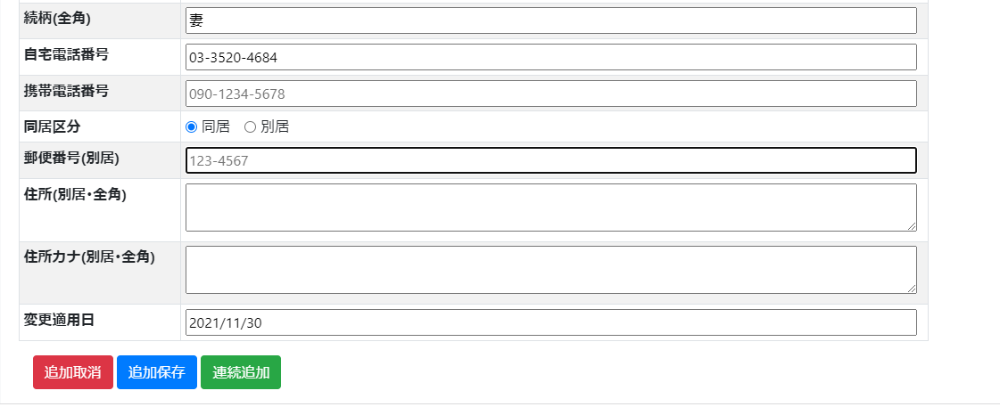 続柄(全角) 妻
自宅電話番号 03-3520-4684
携帯電話番号 090-1234-5678
同居区分 同居 別居
郵便番号(別居) 123-4567
住所(別居・全角)
住所カナ(別居・全角)
変更適用日 2021/11/30
追加取消 追加保存 連続追加